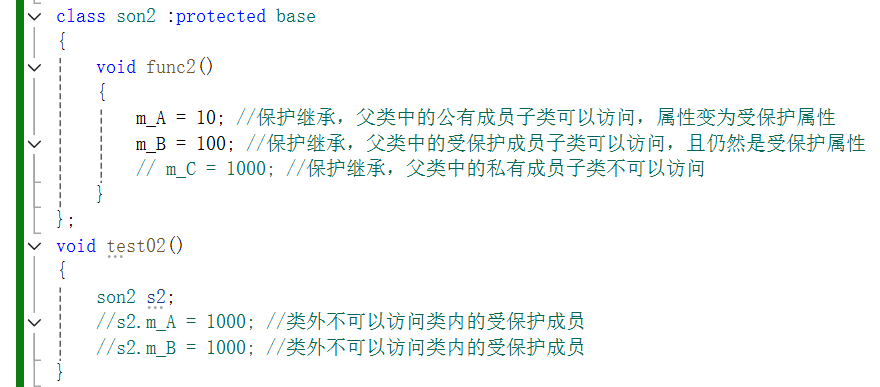 class son2 :protected base
{
void func2()
{
m_A = 10; //保护继承，父类中的公有成员子类可以访问，属性变为受保护属性
m_B = 100; //保护继承，父类中的受保护成员子类可以访问，且仍然是受保护属性
// m_C = 1000; //保护继承，父类中的私有成员子类不可以访问
}
};
void test02()
{
son2 s2;
//s2.m_A = 1000; //类外不可以访问类内的受保护成员
//s2.m_B = 1000; //类外不可以访问类内的受保护成员
}